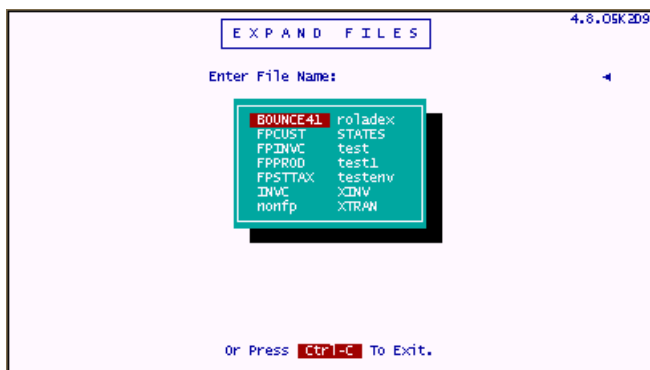 4.8.05K2D9
E X P A N D   F I L E S
Enter File Name:
BOUNCE41 roladex
FPCUST STATES
FPINVC test
FPPROD test1
FPSTTAX testenv
INVC XINV
nonfp XTRAN
Or Press Ctrl-C To Exit.